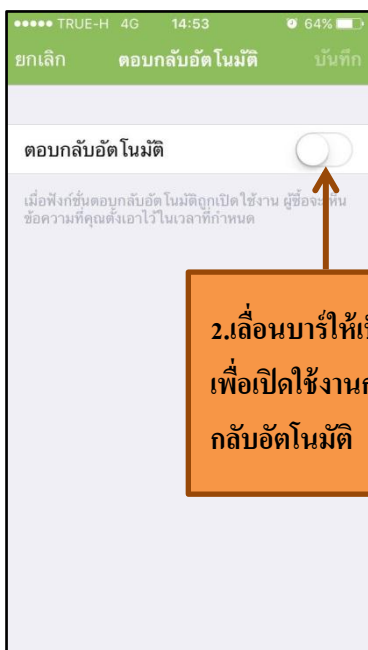 TRUE-H 4G 14:53 64%
ยกเลิก ตอบกลับอัตโนมัติ บันทึก
ตอบกลับอัตโนมัติ
เมื่อฟังก์ชั่นตอบกลับอัตโนมัติถูกเปิดใช้งาน ผู้ซื้อจะเห็น
ข้อความที่คุณตั้งเอาไว้ในเวลาที่กำหนด
2.เลื่อนบาร์ให้
เพื่อเปิดใช้งาน
กลับอัตโนมัติ